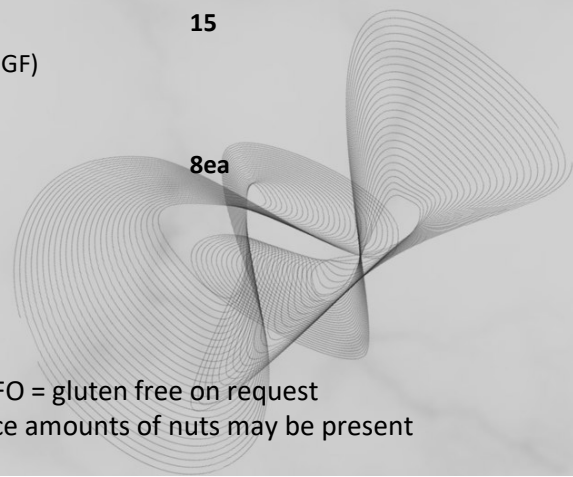 15
GF)
8ea
FO = gluten free on request
ce amounts of nuts may be present